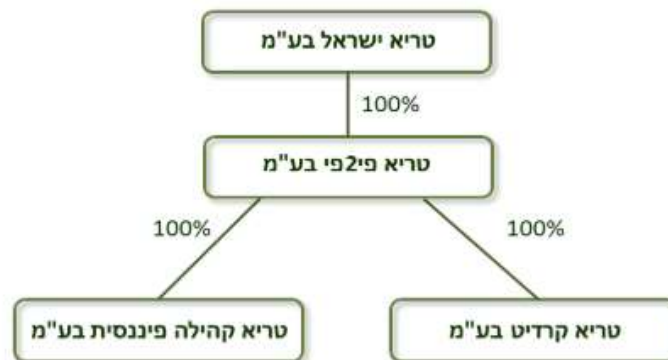 טריא ישראל בע"מ
100%
טריא פי2פי בע"מ
100%
100%
טריא קרדיט בע"מ
טריא קהילה פיננסית בע"מ